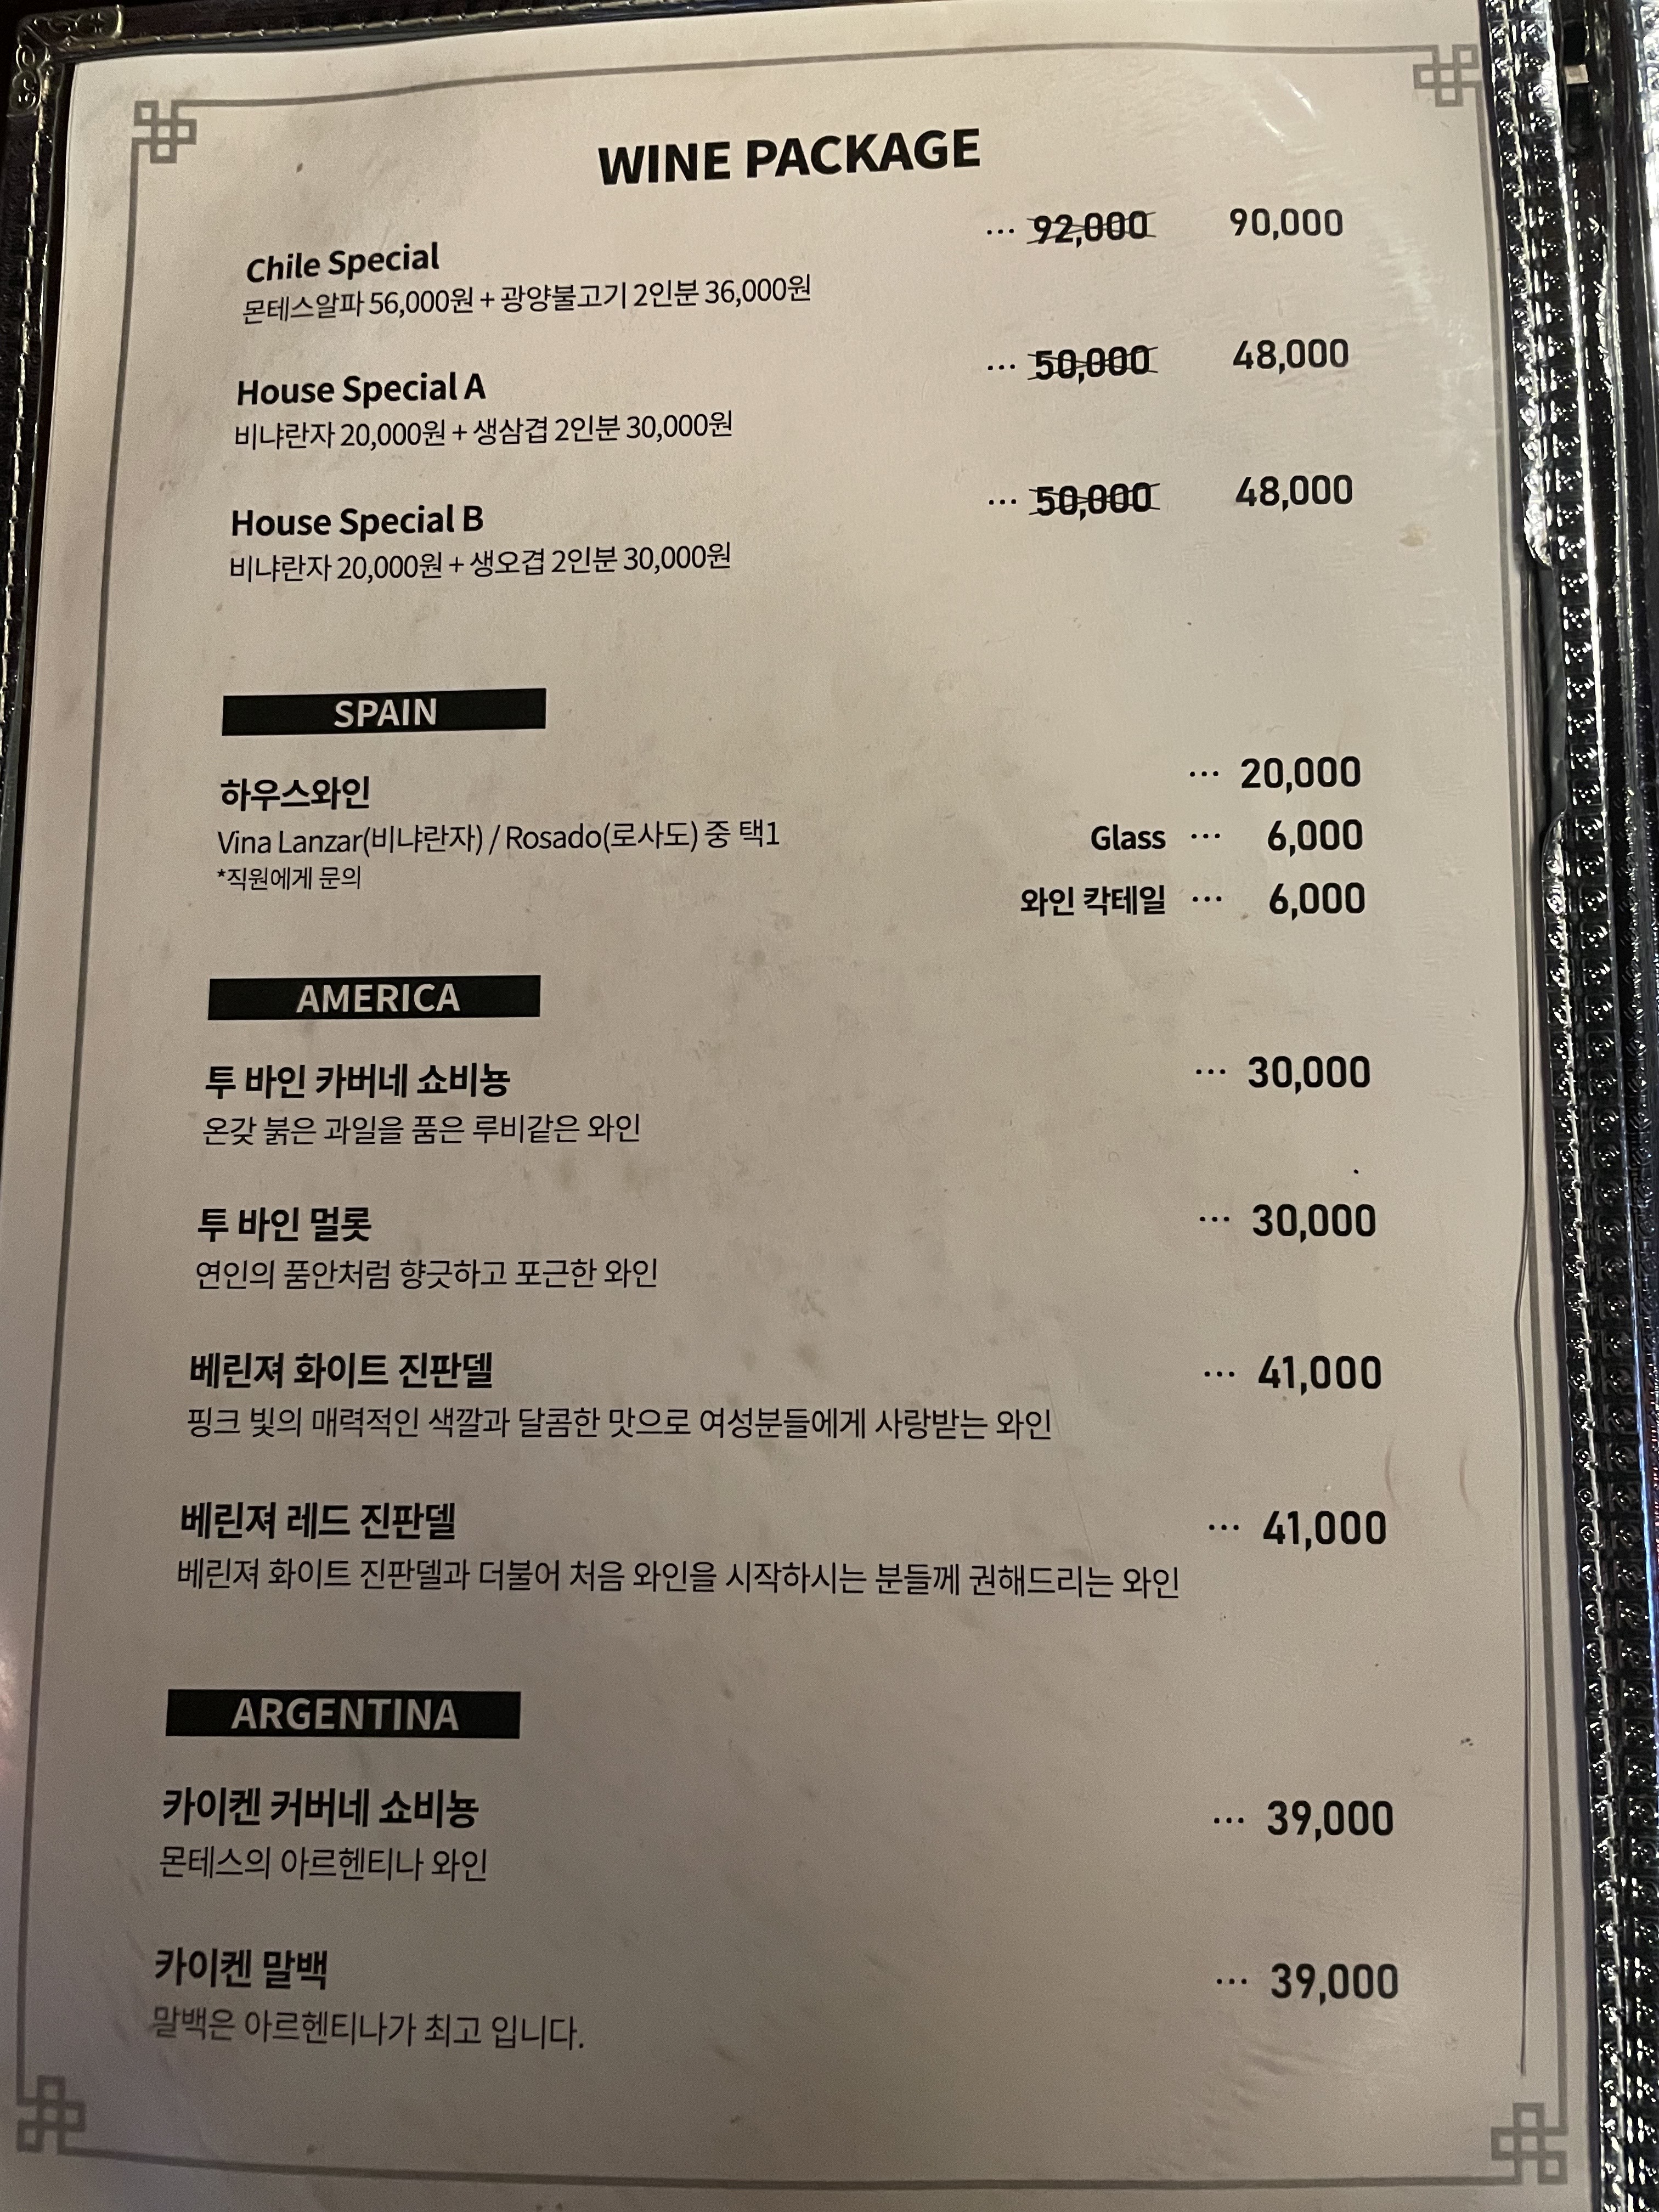 WINE PACKAGE
Chile Special ··· 92,000 90,000
몬테스알파 56,000원 + 광양불고기 2인분 36,000원
House Special A ··· 50,000 48,000
비냐란자 20,000원 + 생삼겹 2인분 30,000원
House Special B ··· 50,000 48,000
비냐란자 20,000원 + 생오겹 2인분 30,000원
SPAIN
하우스와인 ··· 20,000
Vina Lanzar(비냐란자) / Rosado(로사도) 중 택1 Glass ··· 6,000
*직원에게 문의 와인 칵테일 ··· 6,000
AMERICA
투 바인 카버네 쇼비뇽 ··· 30,000
온갖 붉은 과일을 품은 루비같은 와인
투 바인 멀롯 ··· 30,000
연인의 품안처럼 향긋하고 포근한 와인
베린져 화이트 진판델 ··· 41,000
핑크 빛의 매력적인 색깔과 달콤한 맛으로 여성분들에게 사랑받는 와인
베린져 레드 진판델 ··· 41,000
베린져 화이트 진판델과 더불어 처음 와인을 시작하시는 분들께 권해드리는 와인
ARGENTINA
카이켄 커버네 쇼비뇽 ··· 39,000
몬테스의 아르헨티나 와인
카이켄 말백 ··· 39,000
말백은 아르헨티나가 최고 입니다.